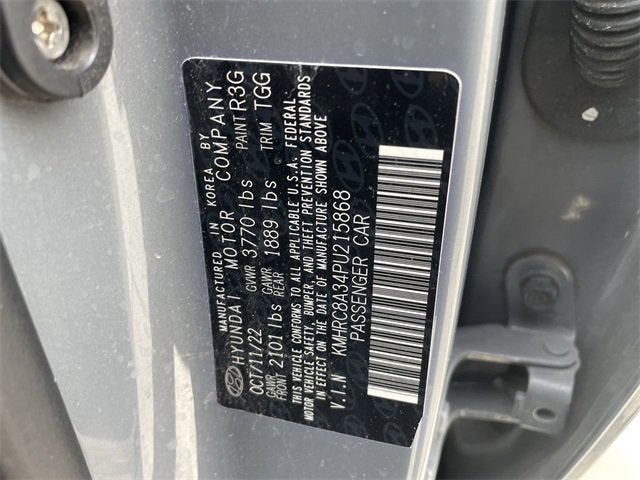 MANUFACTURED IN KOREA BY
HYUNDAI MOTOR COMPANY
OCT/11/22 GVWR 3770 lbs PAINT R3G
GAWR FRONT 2101 lbs GAWR REAR 1889 lbs TRIM TGG
THIS VEHICLE CONFORMS TO ALL APPLICABLE U.S.A. FEDERAL
MOTOR VEHICLE SAFETY, BUMPER, AND THEFT PREVENTION STANDARDS
IN EFFECT ON THE DATE OF MANUFACTURE SHOWN ABOVE
V.I.N KMHRC8A34PU215868
PASSENGER CAR